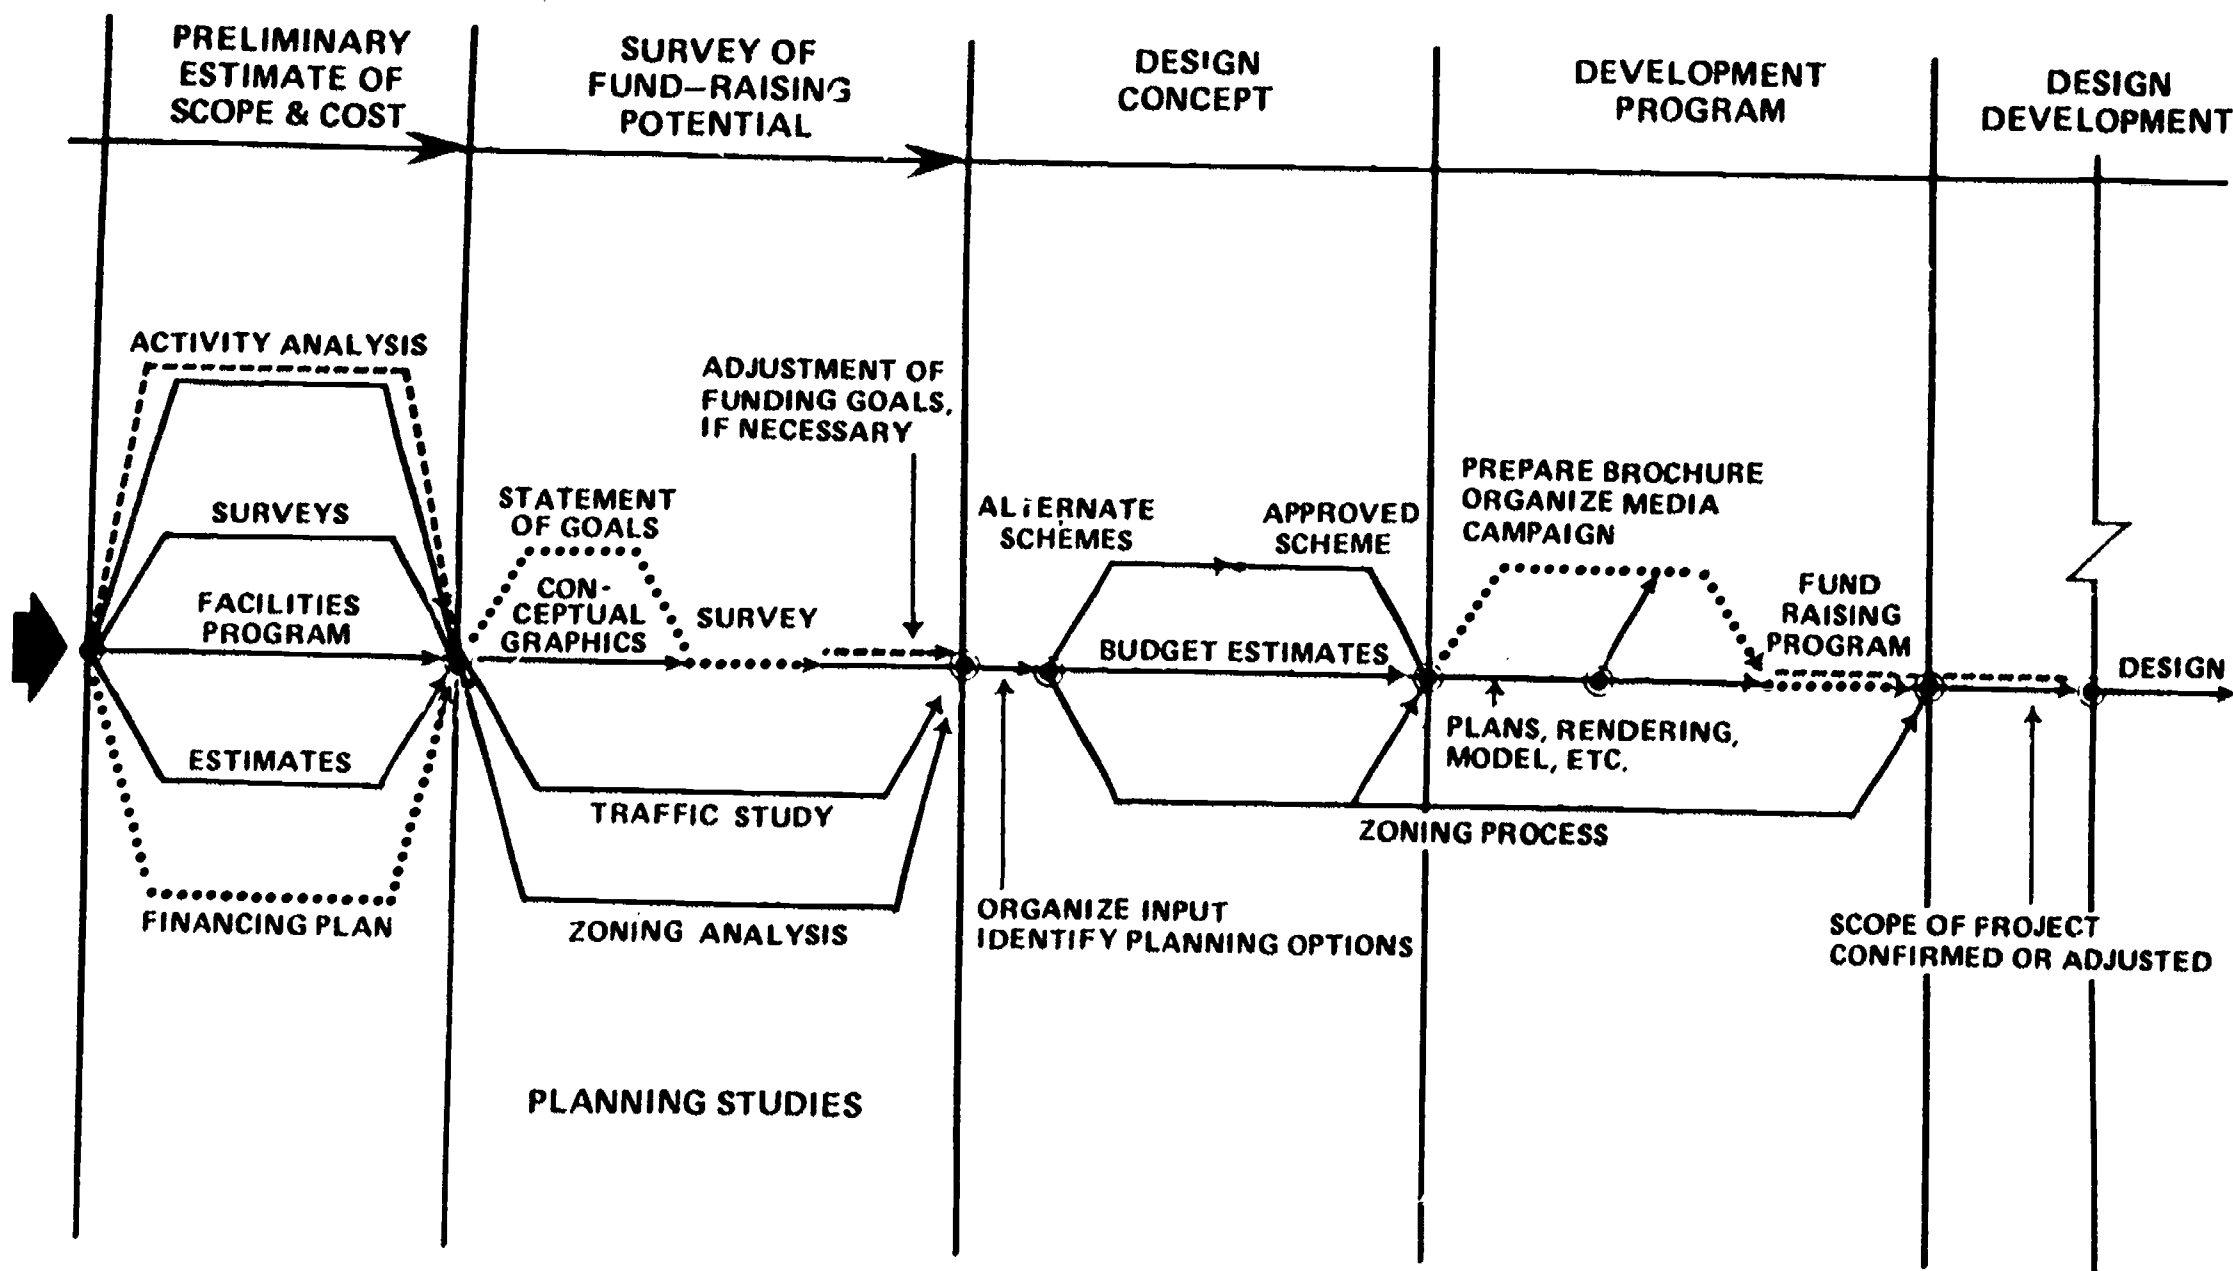 PRELIMINARY
ESTIMATE OF
SCOPE & COST
SURVEY OF
FUND-RAISING
POTENTIAL
DESIGN
CONCEPT
DEVELOPMENT
PROGRAM
DESIGN
DEVELOPMENT
ACTIVITY ANALYSIS
SURVEYS
FACILITIES
PROGRAM
ESTIMATES
FINANCING PLAN
STATEMENT
OF GOALS
CON-
CEPTUAL
GRAPHICS
SURVEY
ADJUSTMENT OF
FUNDING GOALS,
IF NECESSARY
TRAFFIC STUDY
ZONING ANALYSIS
PLANNING STUDIES
ALTERNATE
SCHEMES
APPROVED
SCHEME
BUDGET ESTIMATES
ORGANIZE INPUT
IDENTIFY PLANNING OPTIONS
ZONING PROCESS
PREPARE BROCHURE
ORGANIZE MEDIA
CAMPAIGN
FUND
RAISING
PROGRAM
PLANS, RENDERING,
MODEL, ETC.
DESIGN
SCOPE OF PROJECT
CONFIRMED OR ADJUSTED